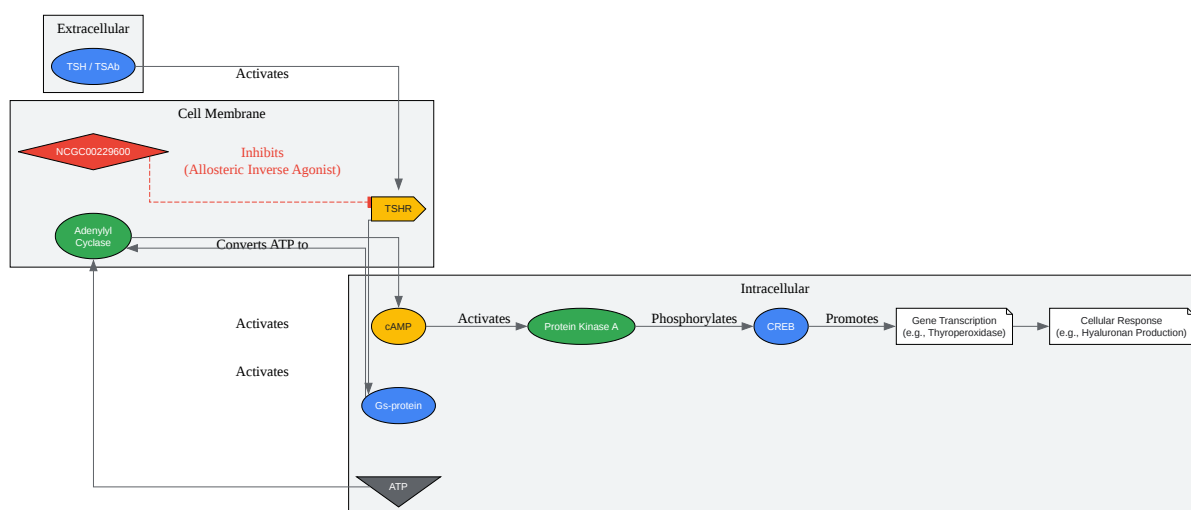 Extracellular
TSH / TSAb
Activates
Cell Membrane
NCGC00229600
Inhibits
(Allosteric Inverse Agonist)
TSHR
Adenylyl
Cyclase
Converts ATP to
Intracellular
Activates
cAMP
Activates
Protein Kinase A
Phosphorylates
CREB
Promotes
Gene Transcription
(e.g., Thyroperoxidase)
Cellular Response
(e.g., Hyaluronan Production)
Activates
Gs-protein
ATP